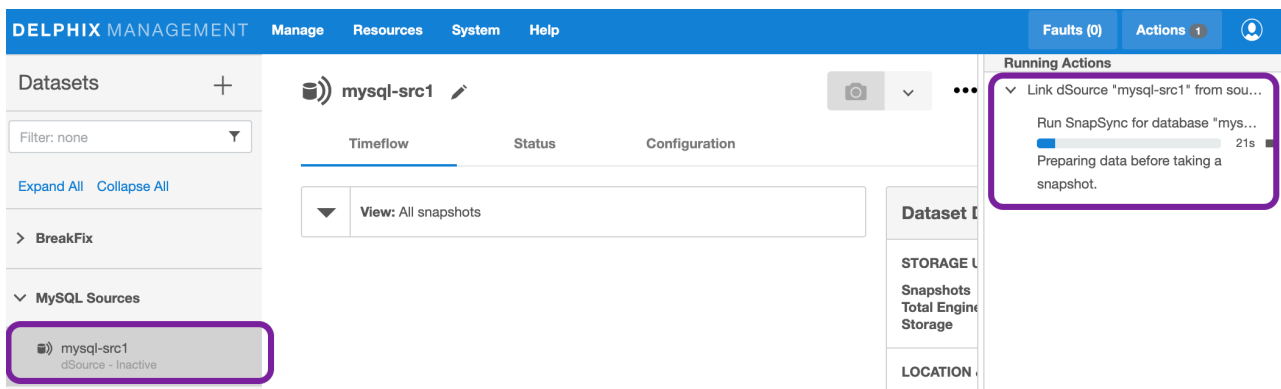 DELPHIX MANAGEMENT Manage Resources System Help Faults (0) Actions 1
Datasets
Filter: none
Expand All Collapse All
BreakFix
MySQL Sources
mysql-src1
dSource - Inactive
mysql-src1
Timeflow Status Configuration
View: All snapshots
Dataset
STORAGE U
Snapshots
Total Engine
Storage
LOCATION
Running Actions
Link dSource "mysql-src1" from sou...
Run SnapSync for database "mys...
21s
Preparing data before taking a
snapshot.